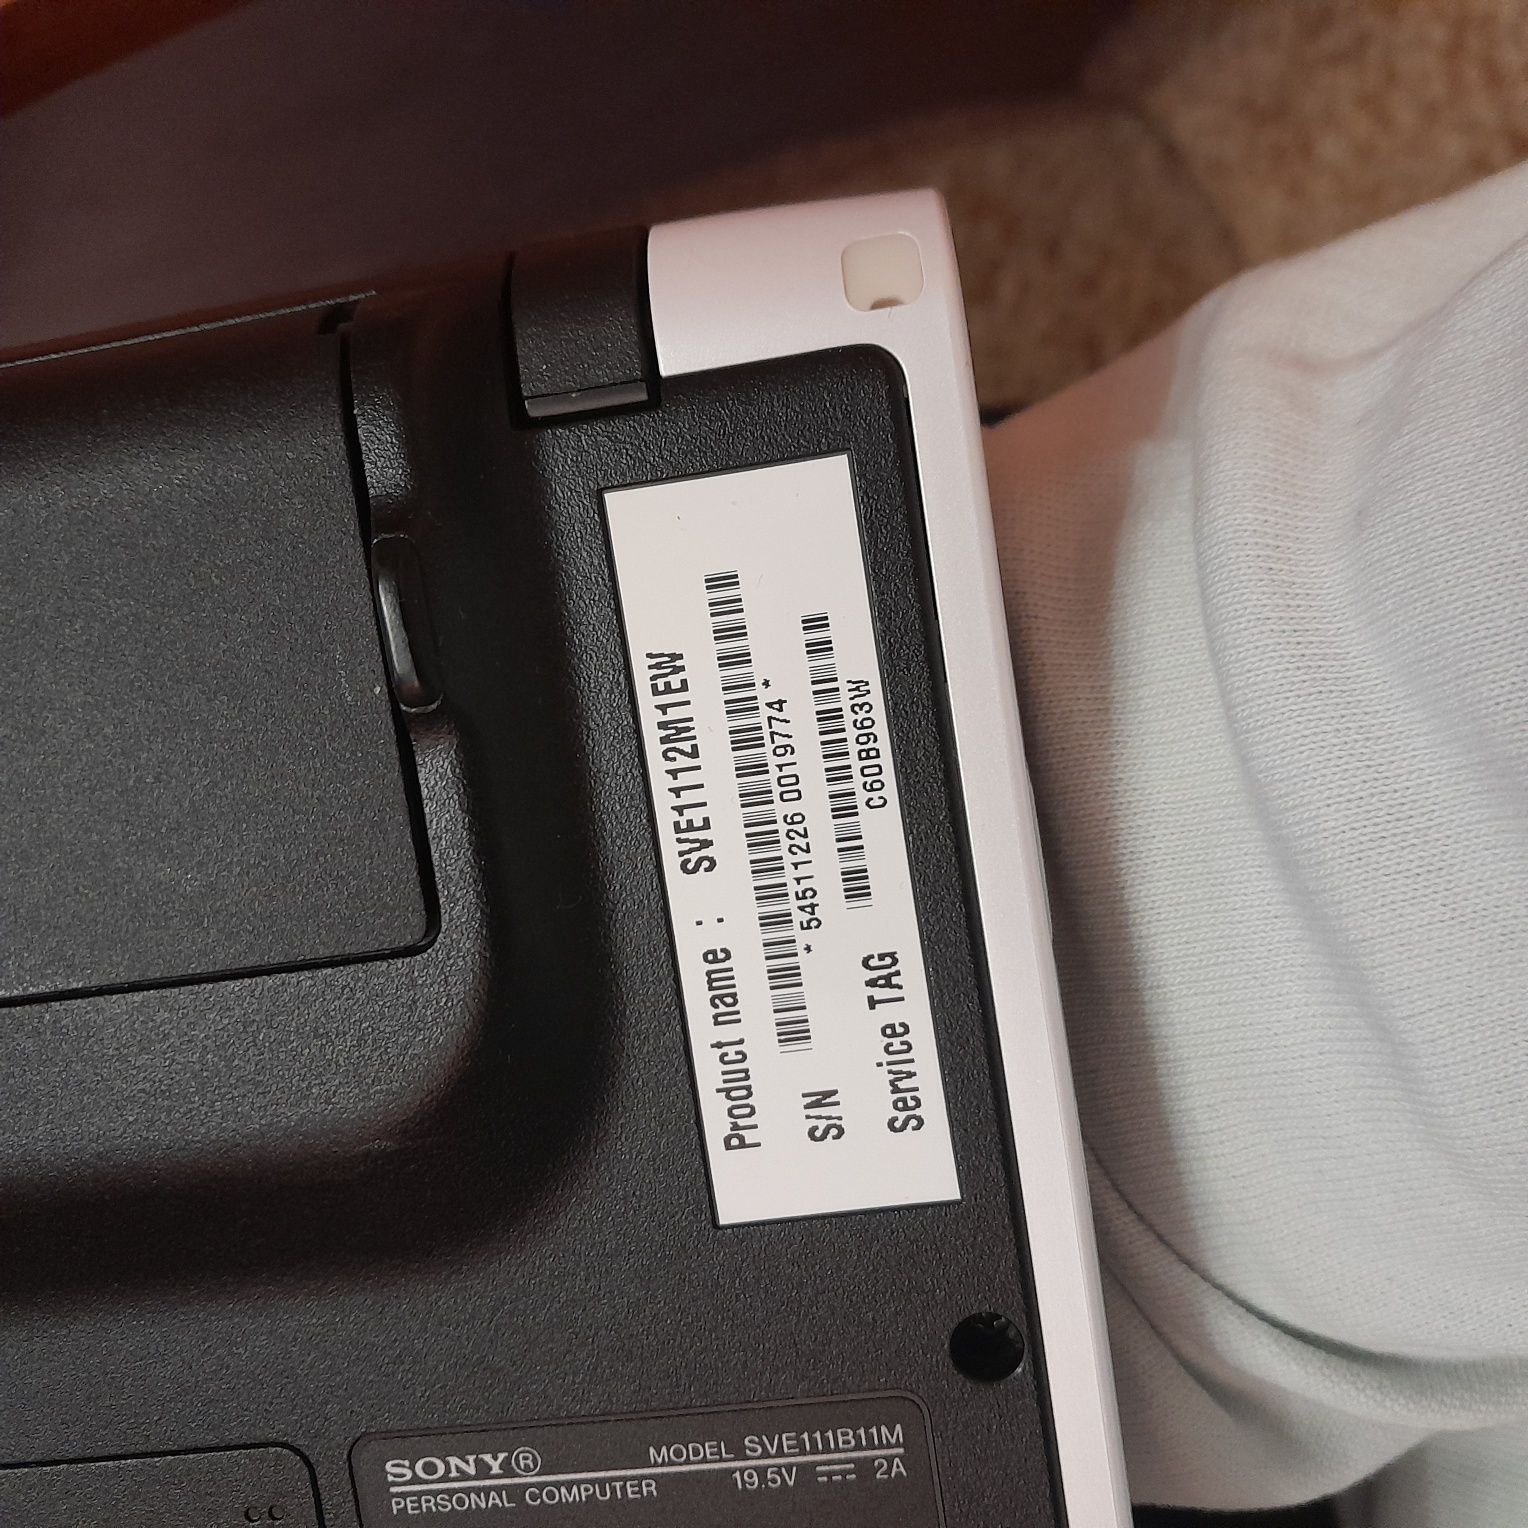 Product name : SVE1112M1EW
S/N
* 54511226 0019774 *
Service TAG
C60B963W
SONY®
MODEL SVE111B11M
PERSONAL COMPUTER
19.5V ⎓ 2A